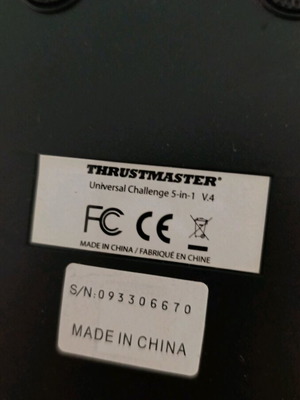 THRUSTMASTER®
Universal Challenge 5-in-1 V.4
FC CE
MADE IN CHINA / FABRIQUÉ EN CHINE
S/N:093306670
MADE IN CHINA